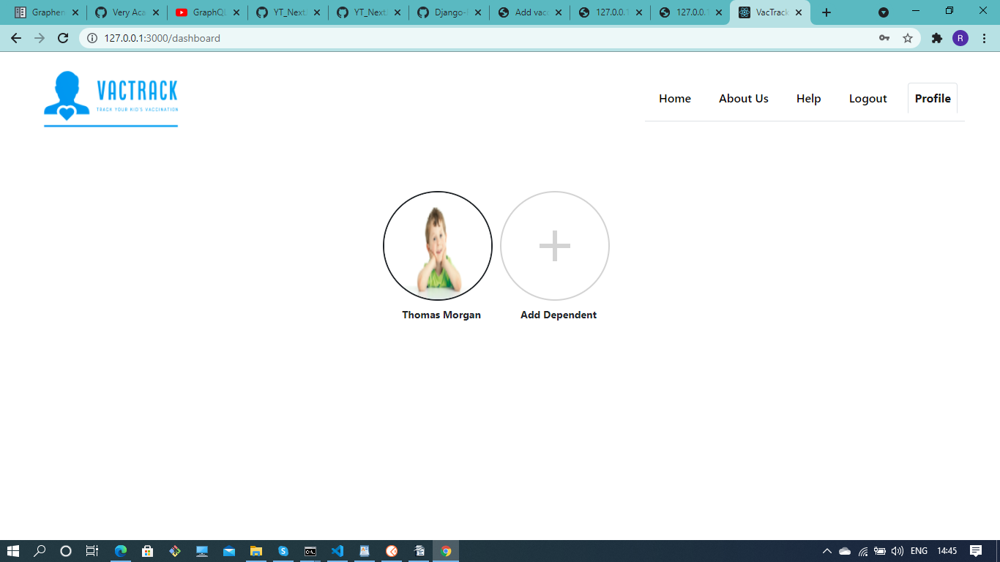 Graphen
Very Aca
GraphQL
YT_Next.
YT_Next.
Django-
Add vacc
127.0.0.1
127.0.0.1
VacTrack
127.0.0.1:3000/dashboard
R
VACTRACK
TRACK YOUR KID'S VACCINATION
Home
About Us
Help
Logout
Profile
Thomas Morgan
Add Dependent
ENG
14:45